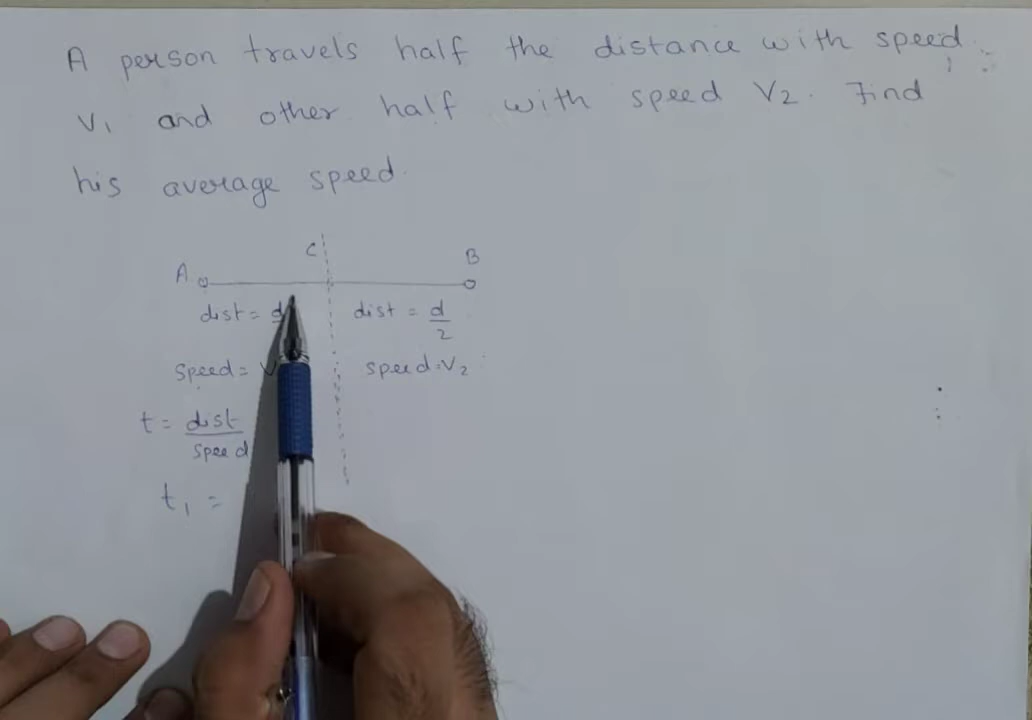 A person travels half the distance with speed
V1 and other half with speed V2. Find
his average speed.
C
B
A
dist = d dist = d/2
speed = V speed = V2
t = dist/speed
t1 =